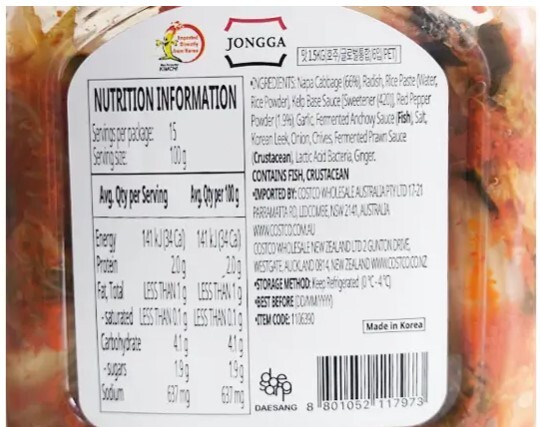 Imported
Directly
from Korea
KIMCHI
JONGGA
NUTRITION INFORMATION
Servings per package: 15
Serving size: 100 g
Avg. Qty per Serving Avg. Qty per 100 g
Energy 141 kJ (34 Ca) 141 kJ (34 Ca)
Protein 2.0 g 2.0 g
Fat, Total LESS THAN 1 g LESS THAN 1 g
- saturated LESS THAN 0.1 g LESS THAN 0.1 g
Carbohydrate 4.1 g 4.1 g
- sugars 1.9 g 1.9 g
Sodium 637 mg 637 mg
•INGREDIENTS: Napa Cabbage (66%), Radish, Rice Paste (Water,
Rice Powder), Kelp Base Sauce [Sweetener (420)], Red Pepper
Powder (1.9%), Garlic, Fermented Anchovy Sauce (Fish), Salt,
Korean Leek, Onion, Chives, Fermented Prawn Sauce
(Crustacean), Lactic Acid Bacteria, Ginger.
CONTAINS FISH, CRUSTACEAN
•IMPORTED BY: COSTCO WHOLESALE AUSTRALIA PTY LTD 17-21
PARRAMATTA RD, LIDCOMBE, NSW 2141, AUSTRALIA
WWW.COSTCO.COM.AU
COSTCO WHOLESALE NEW ZEALAND LTD 2 GUNTON DRIVE,
WESTGATE, AUCKLAND 0814, NEW ZEALAND WWW.COSTCO.CO.NZ
•STORAGE METHOD: Keep Refrigerated (0°C-4°C)
•BEST BEFORE (DD/MM/YYYY)
•ITEM CODE: 1106390
Made in Korea
daesang
DAESANG
8 801052 117973